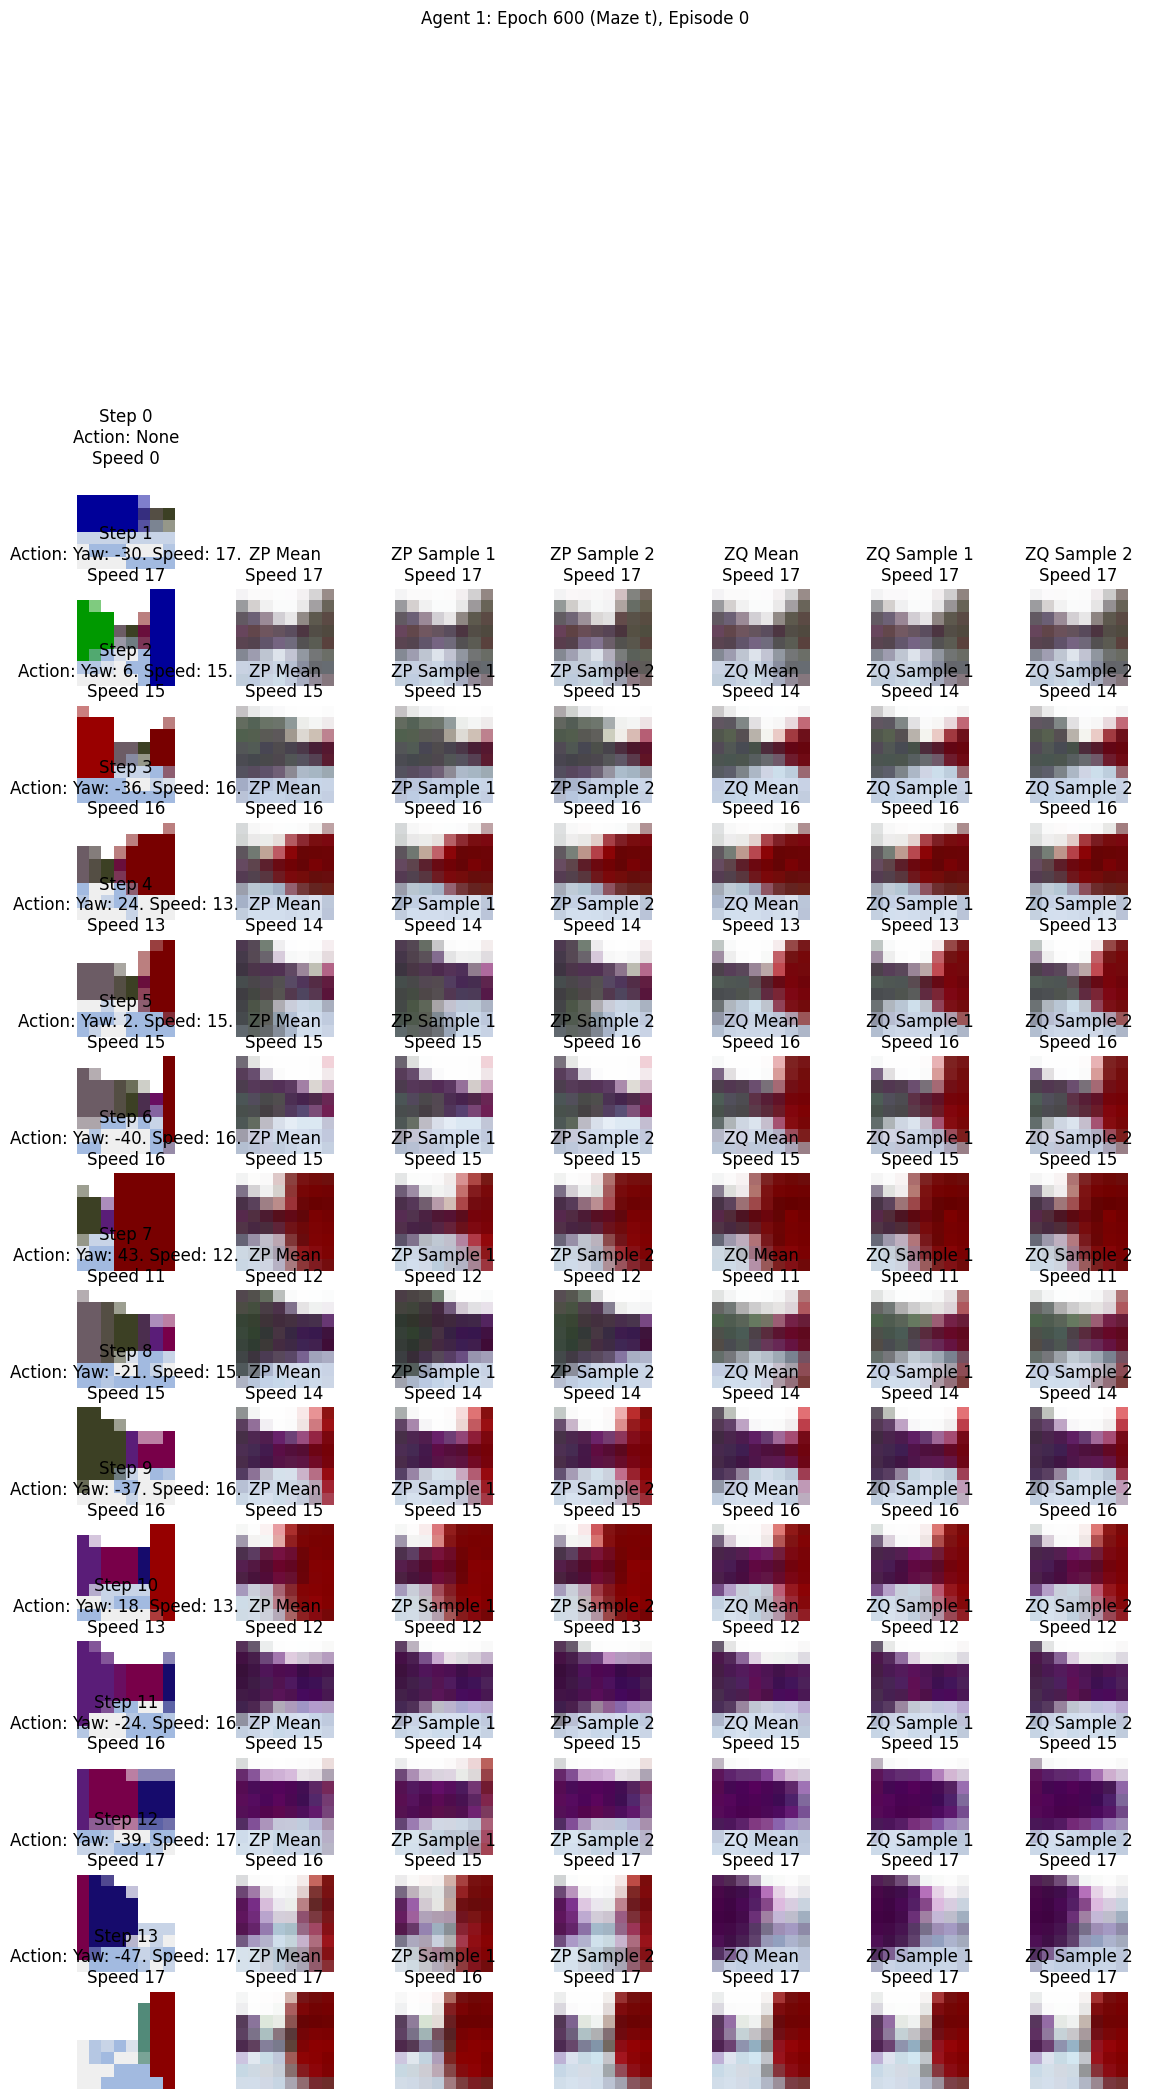 Agent 1: Epoch 600 (Maze t), Episode 0
Step 0
Action: None
Speed 0
Step 1
Action: Yaw: -30. Speed: 17. ZP Mean ZP Sample 1 ZP Sample 2 ZQ Mean ZQ Sample 1 ZQ Sample 2
Speed 17 Speed 17 Speed 17 Speed 17 Speed 17 Speed 17 Speed 17
Step 2
Action: Yaw: 6. Speed: 15. ZP Mean ZP Sample 1 ZP Sample 2 ZQ Mean ZQ Sample 1 ZQ Sample 2
Speed 15 Speed 15 Speed 15 Speed 15 Speed 14 Speed 14 Speed 14
Step 3
Action: Yaw: -36. Speed: 16. ZP Mean ZP Sample 1 ZP Sample 2 ZQ Mean ZQ Sample 1 ZQ Sample 2
Speed 16 Speed 16 Speed 16 Speed 16 Speed 16 Speed 16 Speed 16
Step 4
Action: Yaw: 24. Speed: 13. ZP Mean ZP Sample 1 ZP Sample 2 ZQ Mean ZQ Sample 1 ZQ Sample 2
Speed 13 Speed 14 Speed 14 Speed 14 Speed 13 Speed 13 Speed 13
Step 5
Action: Yaw: 2. Speed: 15. ZP Mean ZP Sample 1 ZP Sample 2 ZQ Mean ZQ Sample 1 ZQ Sample 2
Speed 15 Speed 15 Speed 15 Speed 16 Speed 16 Speed 16 Speed 16
Step 6
Action: Yaw: -40. Speed: 16. ZP Mean ZP Sample 1 ZP Sample 2 ZQ Mean ZQ Sample 1 ZQ Sample 2
Speed 16 Speed 15 Speed 15 Speed 15 Speed 15 Speed 15 Speed 15
Step 7
Action: Yaw: 43. Speed: 12. ZP Mean ZP Sample 1 ZP Sample 2 ZQ Mean ZQ Sample 1 ZQ Sample 2
Speed 11 Speed 12 Speed 12 Speed 12 Speed 11 Speed 11 Speed 11
Step 8
Action: Yaw: -21. Speed: 15. ZP Mean ZP Sample 1 ZP Sample 2 ZQ Mean ZQ Sample 1 ZQ Sample 2
Speed 15 Speed 14 Speed 14 Speed 14 Speed 14 Speed 14 Speed 14
Step 9
Action: Yaw: -37. Speed: 16. ZP Mean ZP Sample 1 ZP Sample 2 ZQ Mean ZQ Sample 1 ZQ Sample 2
Speed 16 Speed 15 Speed 15 Speed 15 Speed 16 Speed 16 Speed 16
Step 10
Action: Yaw: 18. Speed: 13. ZP Mean ZP Sample 1 ZP Sample 2 ZQ Mean ZQ Sample 1 ZQ Sample 2
Speed 13 Speed 12 Speed 12 Speed 13 Speed 12 Speed 12 Speed 12
Step 11
Action: Yaw: -24. Speed: 16. ZP Mean ZP Sample 1 ZP Sample 2 ZQ Mean ZQ Sample 1 ZQ Sample 2
Speed 16 Speed 15 Speed 14 Speed 15 Speed 15 Speed 15 Speed 15
Step 12
Action: Yaw: -39. Speed: 17. ZP Mean ZP Sample 1 ZP Sample 2 ZQ Mean ZQ Sample 1 ZQ Sample 2
Speed 17 Speed 16 Speed 15 Speed 17 Speed 17 Speed 17 Speed 17
Step 13
Action: Yaw: -47. Speed: 17. ZP Mean ZP Sample 1 ZP Sample 2 ZQ Mean ZQ Sample 1 ZQ Sample 2
Speed 17 Speed 17 Speed 16 Speed 17 Speed 17 Speed 17 Speed 17